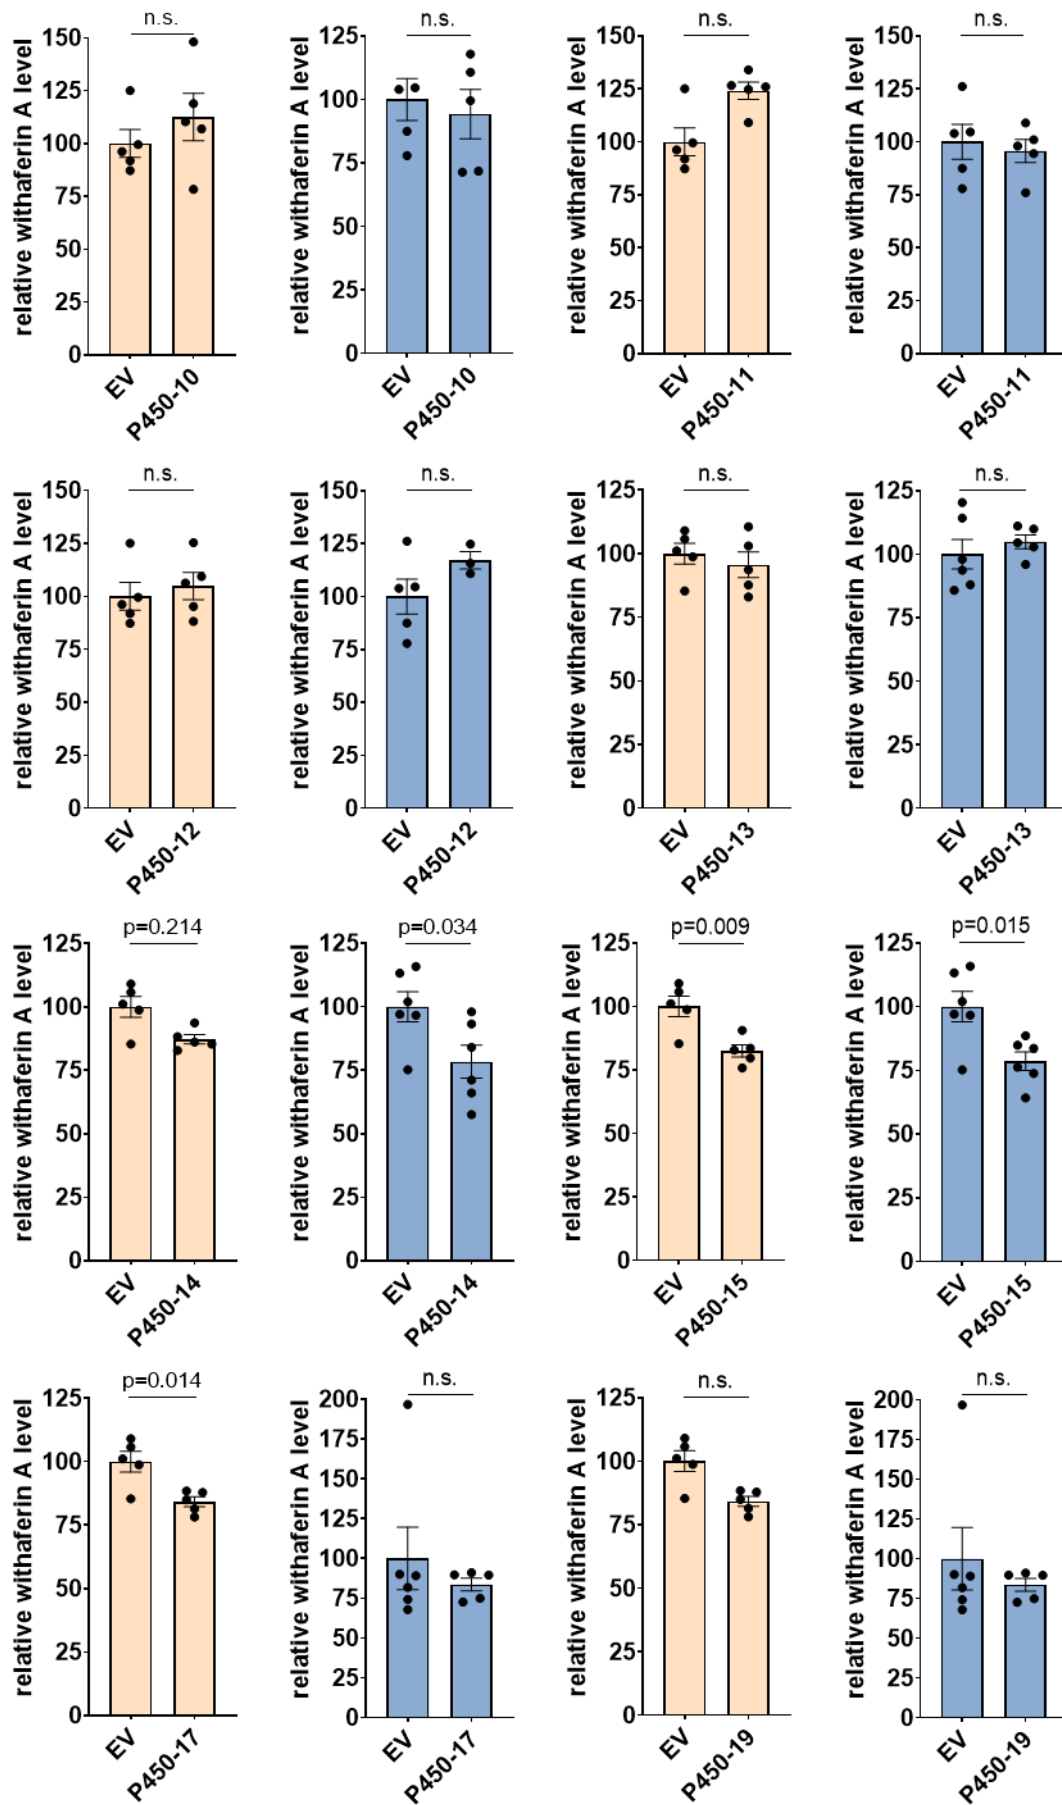 n.s.
n.s.
n.s.
n.s.
relative withaferin A level
150
125
100
75
50
25
0
EV
P450-10
relative withaferin A level
125
100
75
50
25
0
EV
P450-10
relative withaferin A level
150
125
100
75
50
25
0
EV
P450-11
relative withaferin A level
150
125
100
75
50
25
0
EV
P450-11
n.s.
n.s.
n.s.
n.s.
relative withaferin A level
150
125
100
75
50
25
0
EV
P450-12
relative withaferin A level
150
125
100
75
50
25
0
EV
P450-12
relative withaferin A level
125
100
75
50
25
0
EV
P450-13
relative withaferin A level
125
100
75
50
25
0
EV
P450-13
p=0.214
p=0.034
p=0.009
p=0.015
relative withaferin A level
125
100
75
50
25
0
EV
P450-14
relative withaferin A level
125
100
75
50
25
0
EV
P450-14
relative withaferin A level
125
100
75
50
25
0
EV
P450-15
relative withaferin A level
125
100
75
50
25
0
EV
P450-15
p=0.014
n.s.
n.s.
n.s.
relative withaferin A level
125
100
75
50
25
0
EV
P450-17
relative withaferin A level
200
175
150
125
100
75
50
25
0
EV
P450-17
relative withaferin A level
125
100
75
50
25
0
EV
P450-19
relative withaferin A level
200
175
150
125
100
75
50
25
0
EV
P450-19